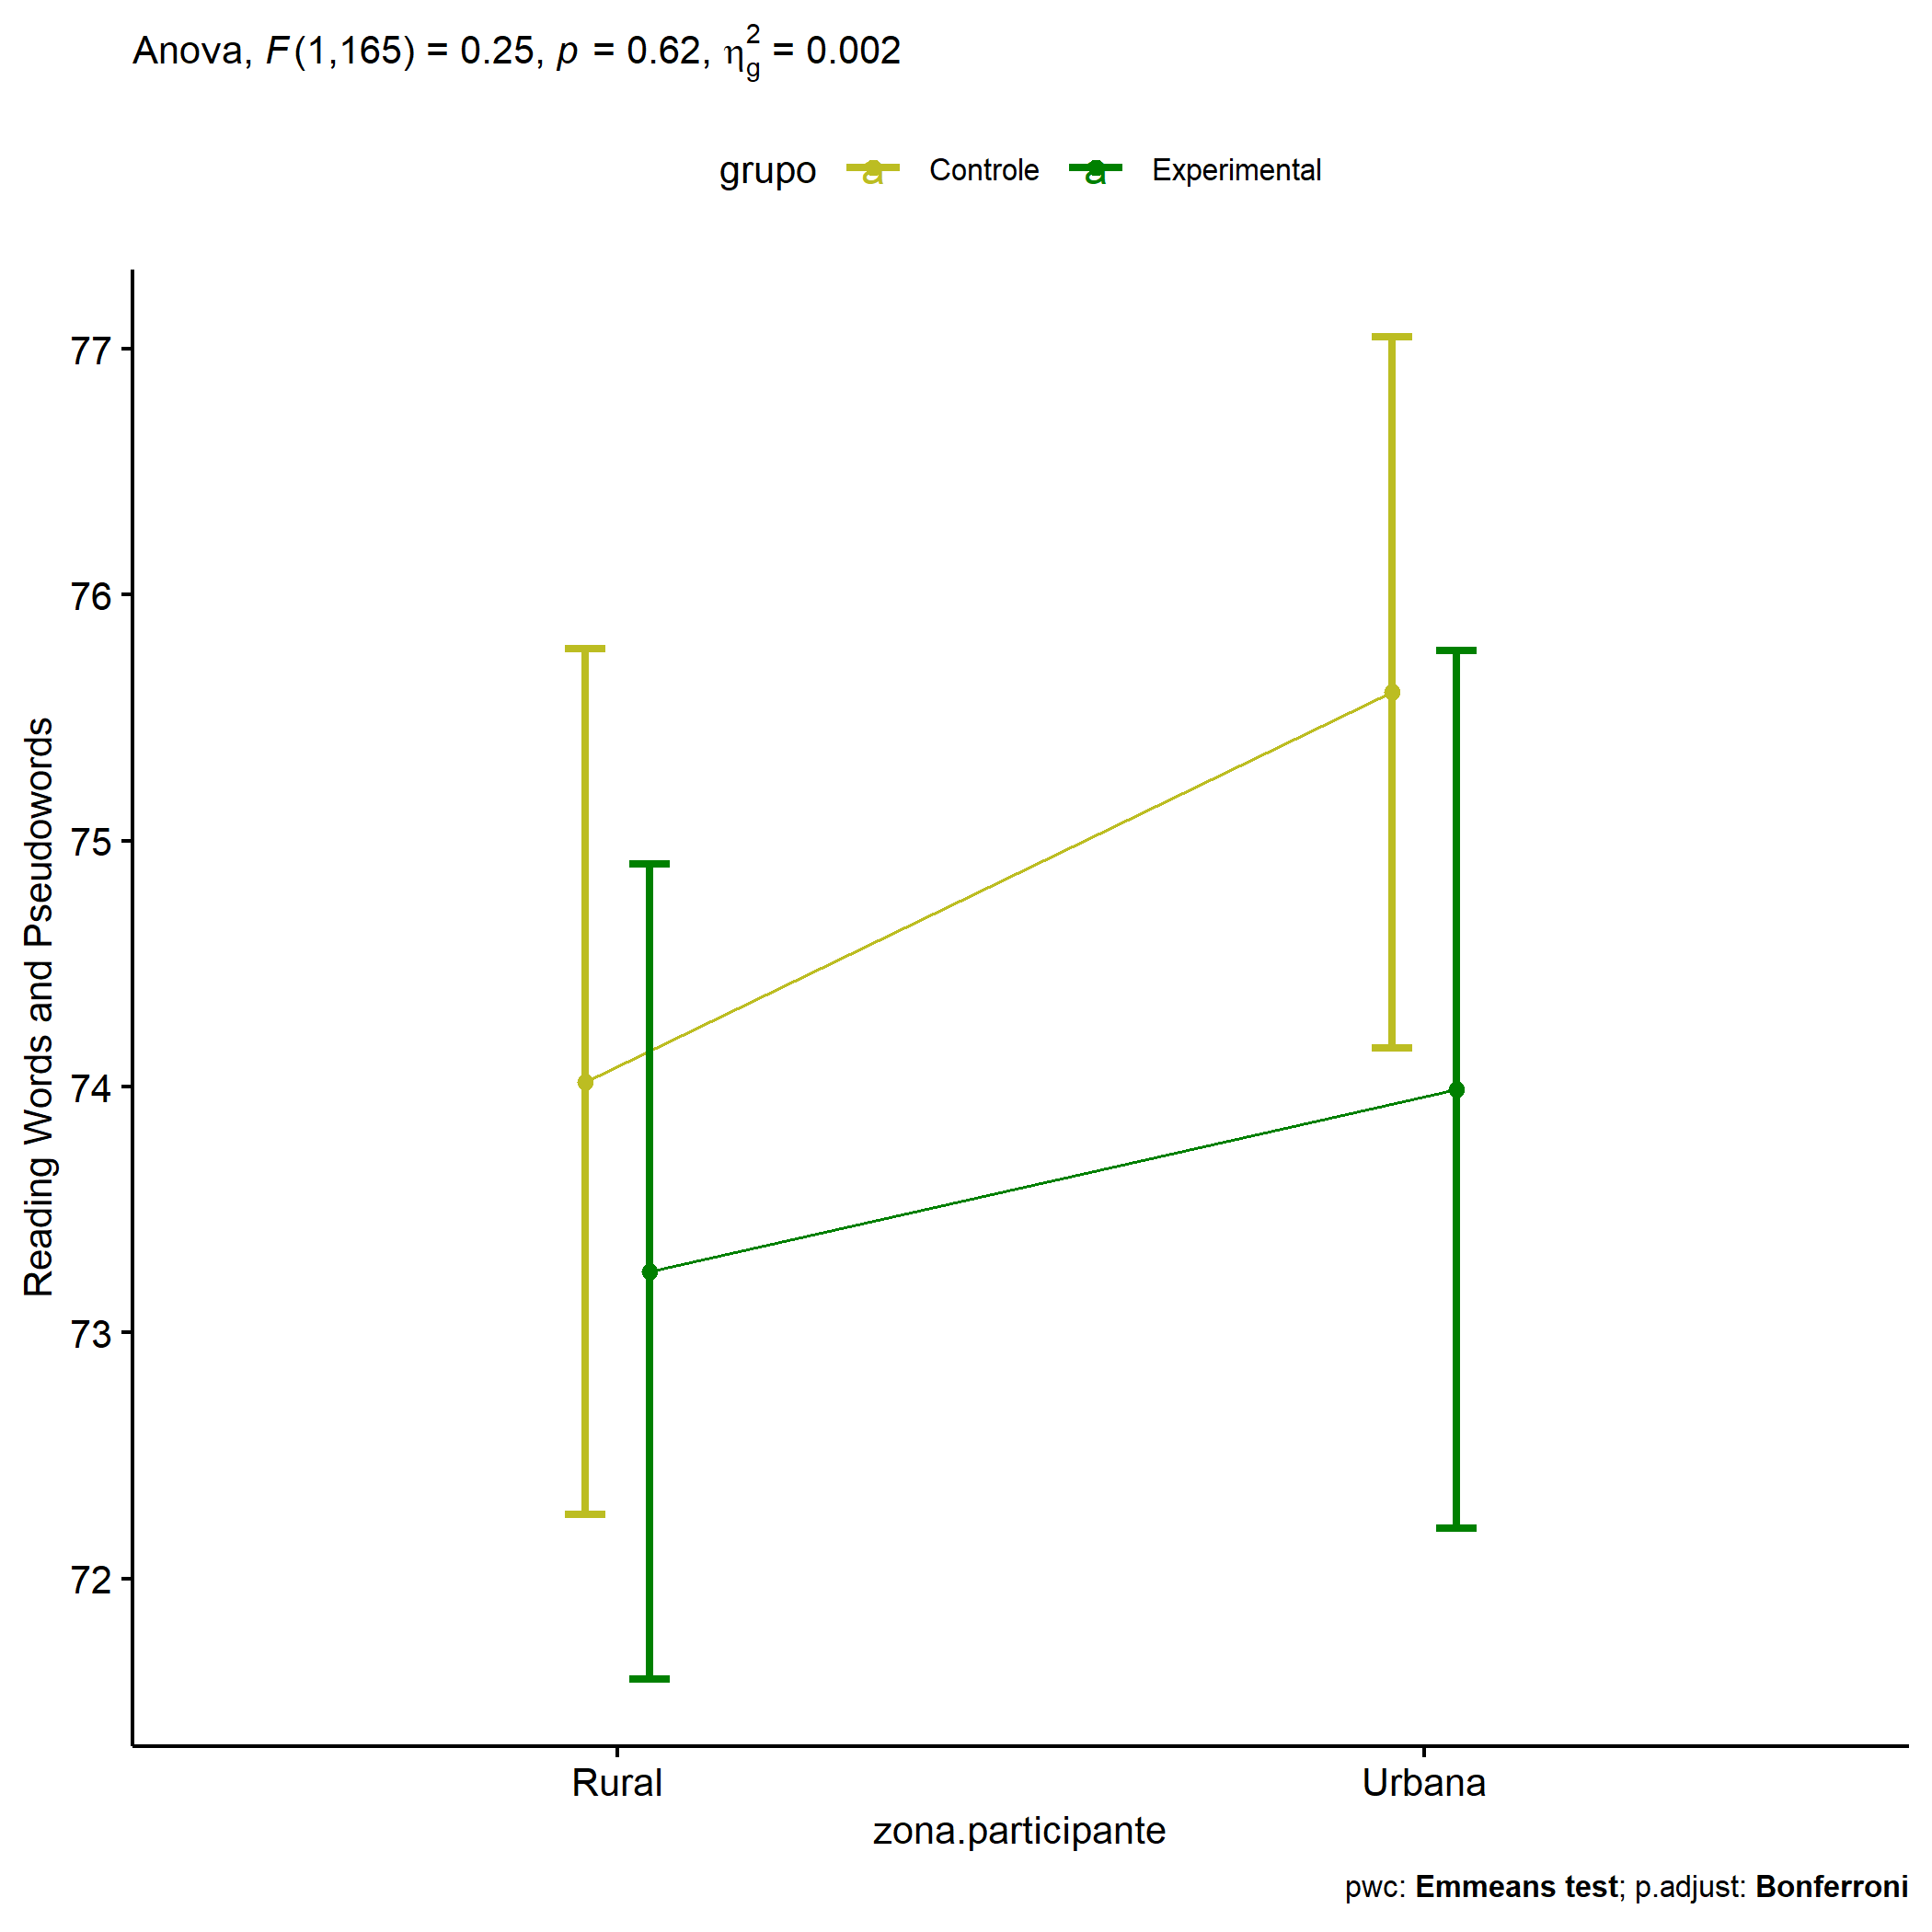 Anova, F(1,165) = 0.25, p = 0.62, η²g = 0.002
grupo a Controle a Experimental
77
76
75
74
73
72
Reading Words and Pseudowords
Rural Urbana
zona.participante
pwc: Emmeans test; p.adjust: Bonferroni